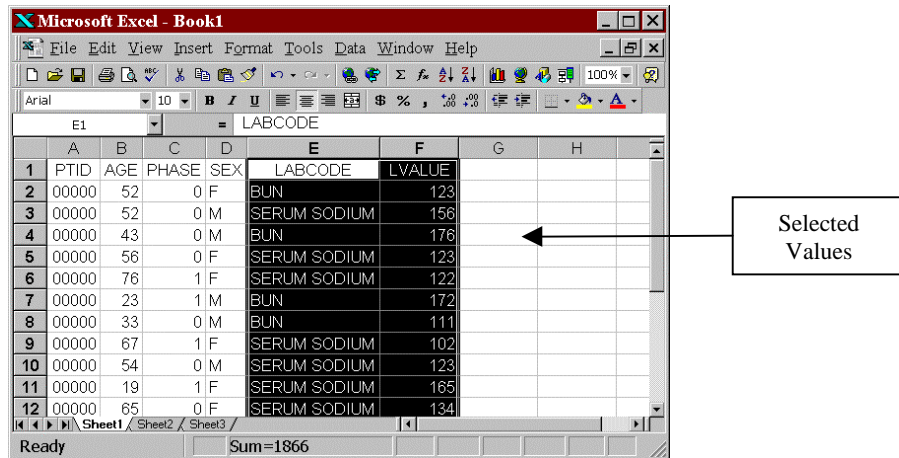 Microsoft Excel - Book1
File Edit View Insert Format Tools Data Window Help
100%
Arial 10 B I U $ % ,
E1 = LABCODE
A B C D E F G H
1 PTID AGE PHASE SEX LABCODE LVALUE
2 00000 52 0 F BUN 123
3 00000 52 0 M SERUM SODIUM 156
4 00000 43 0 M BUN 176
5 00000 56 0 F SERUM SODIUM 123
6 00000 76 1 F SERUM SODIUM 122
7 00000 23 1 M BUN 172
8 00000 33 0 M BUN 111
9 00000 67 1 F SERUM SODIUM 102
10 00000 54 0 M SERUM SODIUM 123
11 00000 19 1 F SERUM SODIUM 165
12 00000 65 0 F SERUM SODIUM 134
Sheet1 / Sheet2 / Sheet3 /
Ready Sum=1866
Selected
Values